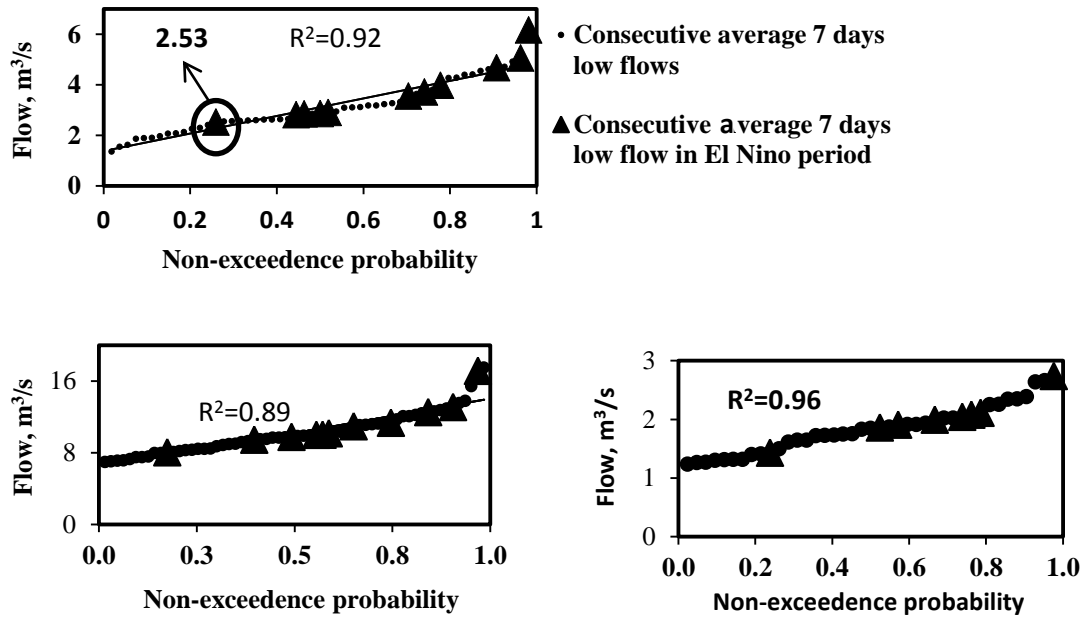 6
4
2
0
Flow, m³/s
2.53
R²=0.92
0 0.2 0.4 0.6 0.8 1
Non-exceedence probability
Consecutive average 7 days
low flows
Consecutive average 7 days
low flow in El Nino period
16
8
0
Flow, m³/s
R²=0.89
0.0 0.3 0.5 0.8 1.0
Non-exceedence probability
3
2
1
0
Flow, m³/s
R²=0.96
0.0 0.2 0.4 0.6 0.8 1.0
Non-exceedence probability